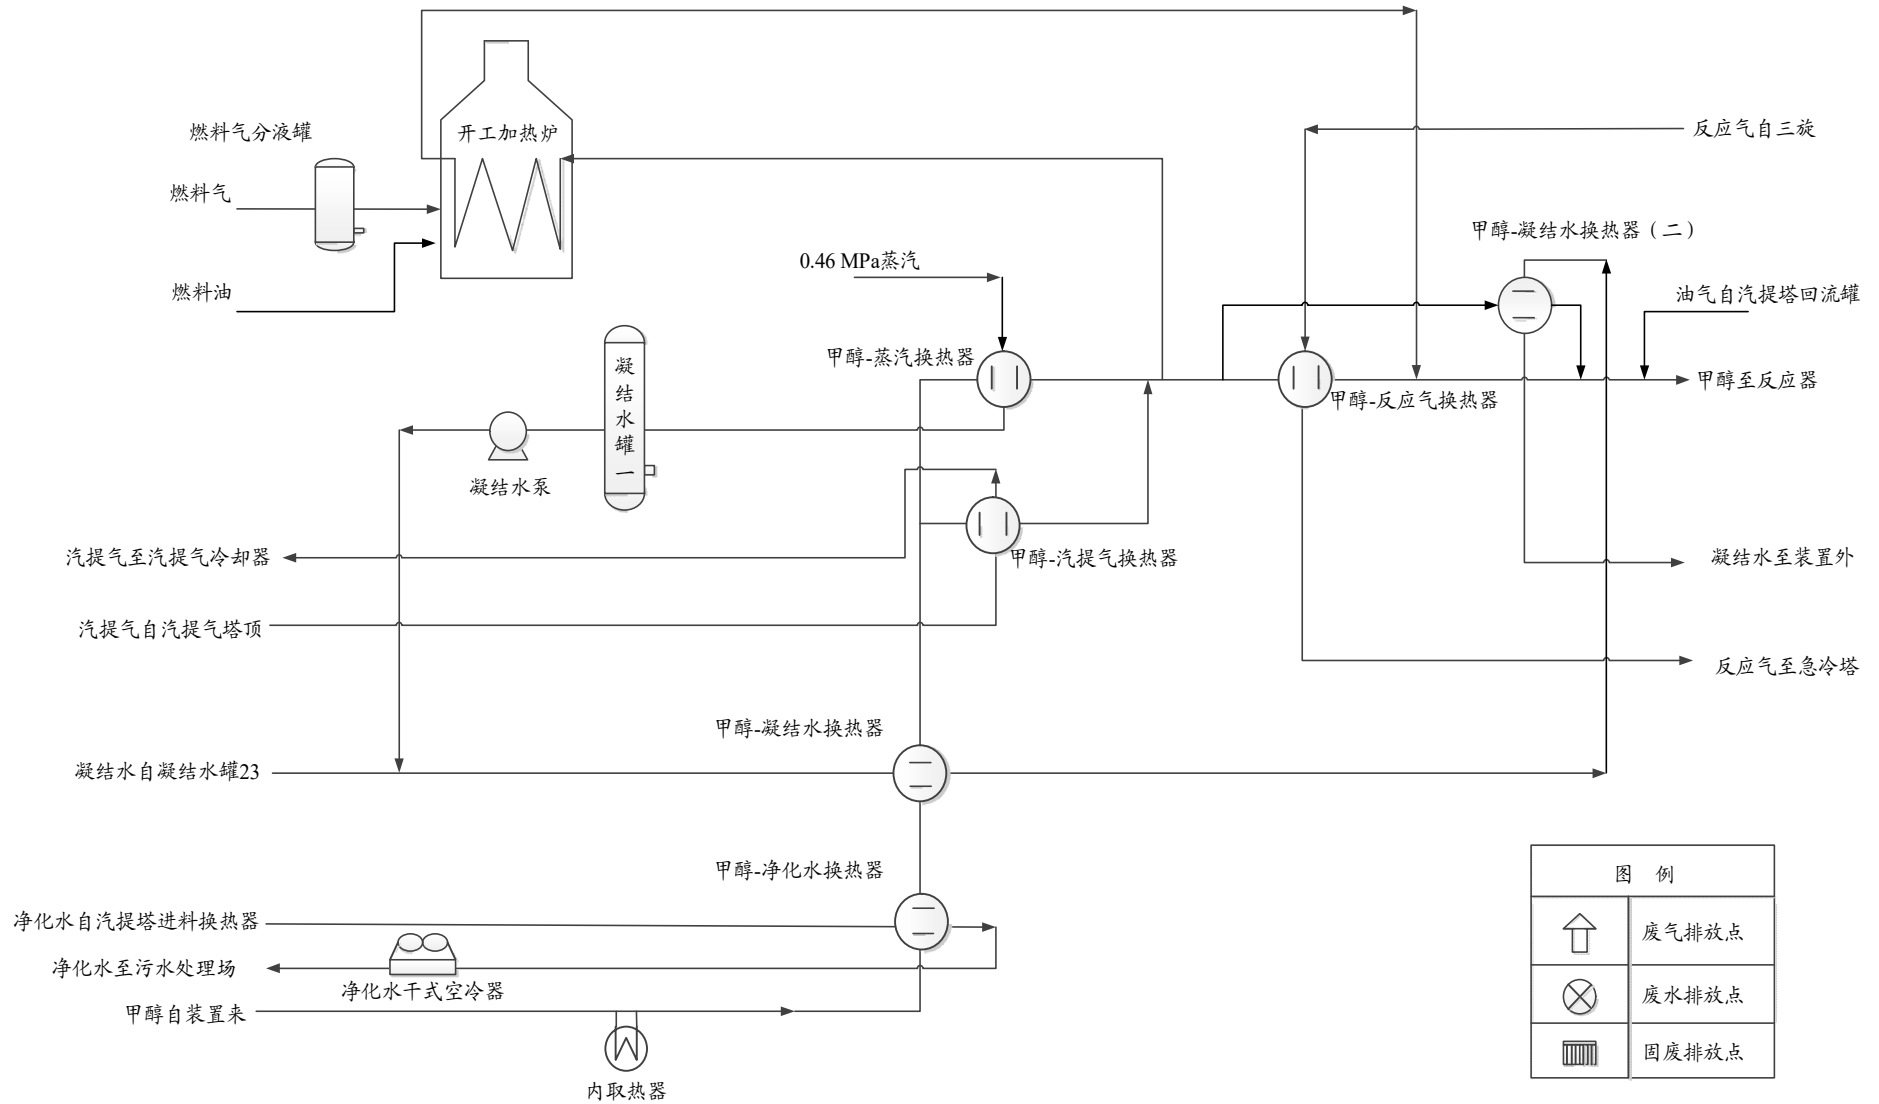 开工加热炉
燃料气分液罐
反应气自三旋
燃料气
甲醇-凝结水换热器（二）
0.46 MPa蒸汽
燃料油
油气自汽提塔回流罐
甲醇-蒸汽换热器
凝结水罐一
甲醇至反应器
甲醇-反应气换热器
凝结水泵
汽提气至汽提气冷却器
甲醇-汽提气换热器
凝结水至装置外
汽提气自汽提气塔顶
反应气至急冷塔
甲醇-凝结水换热器
凝结水自凝结水罐23
甲醇-净化水换热器
图 例
净化水自汽提塔进料换热器
废气排放点
净化水至污水处理场
净化水干式空冷器
废水排放点
甲醇自装置来
固废排放点
内取热器